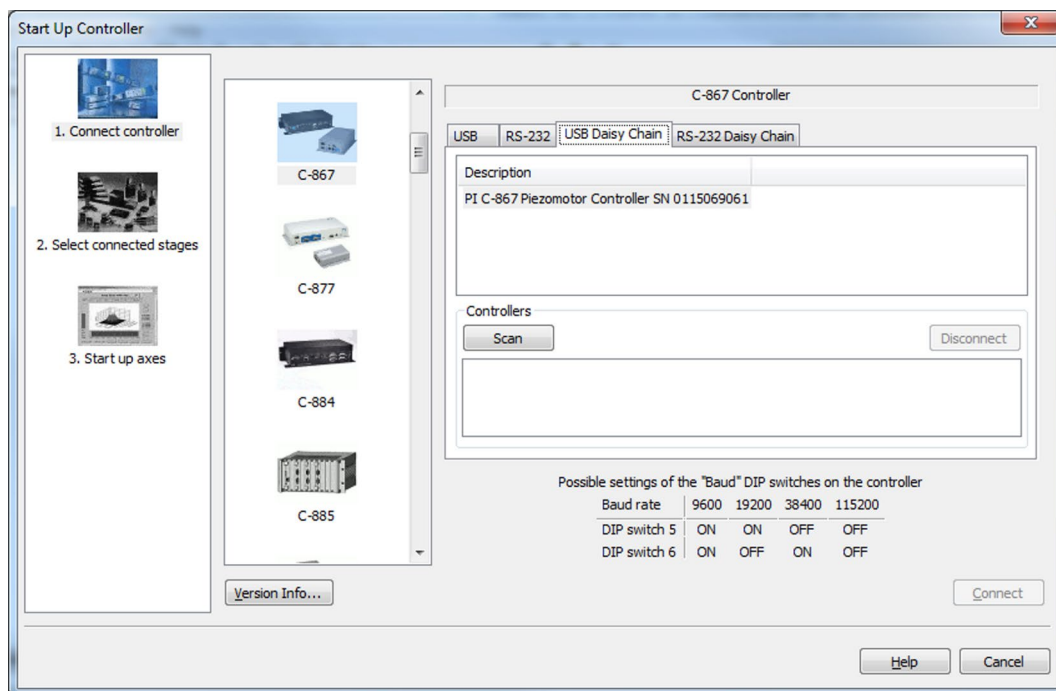 Start Up Controller
1. Connect controller
2. Select connected stages
3. Start up axes
C-867
C-877
C-884
C-885
Version Info...
C-867 Controller
USB RS-232 USB Daisy Chain RS-232 Daisy Chain
Description
PI C-867 Piezomotor Controller SN 0115069061
Controllers
Scan Disconnect
Possible settings of the "Baud" DIP switches on the controller
Baud rate 9600 19200 38400 115200
DIP switch 5 ON ON OFF OFF
DIP switch 6 ON OFF ON OFF
Connect
Help Cancel